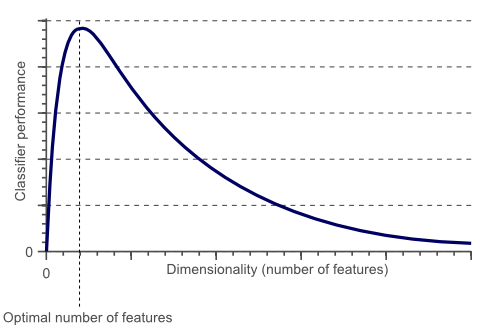 Classifier performance
0
0
Dimensionality (number of features)
Optimal number of features